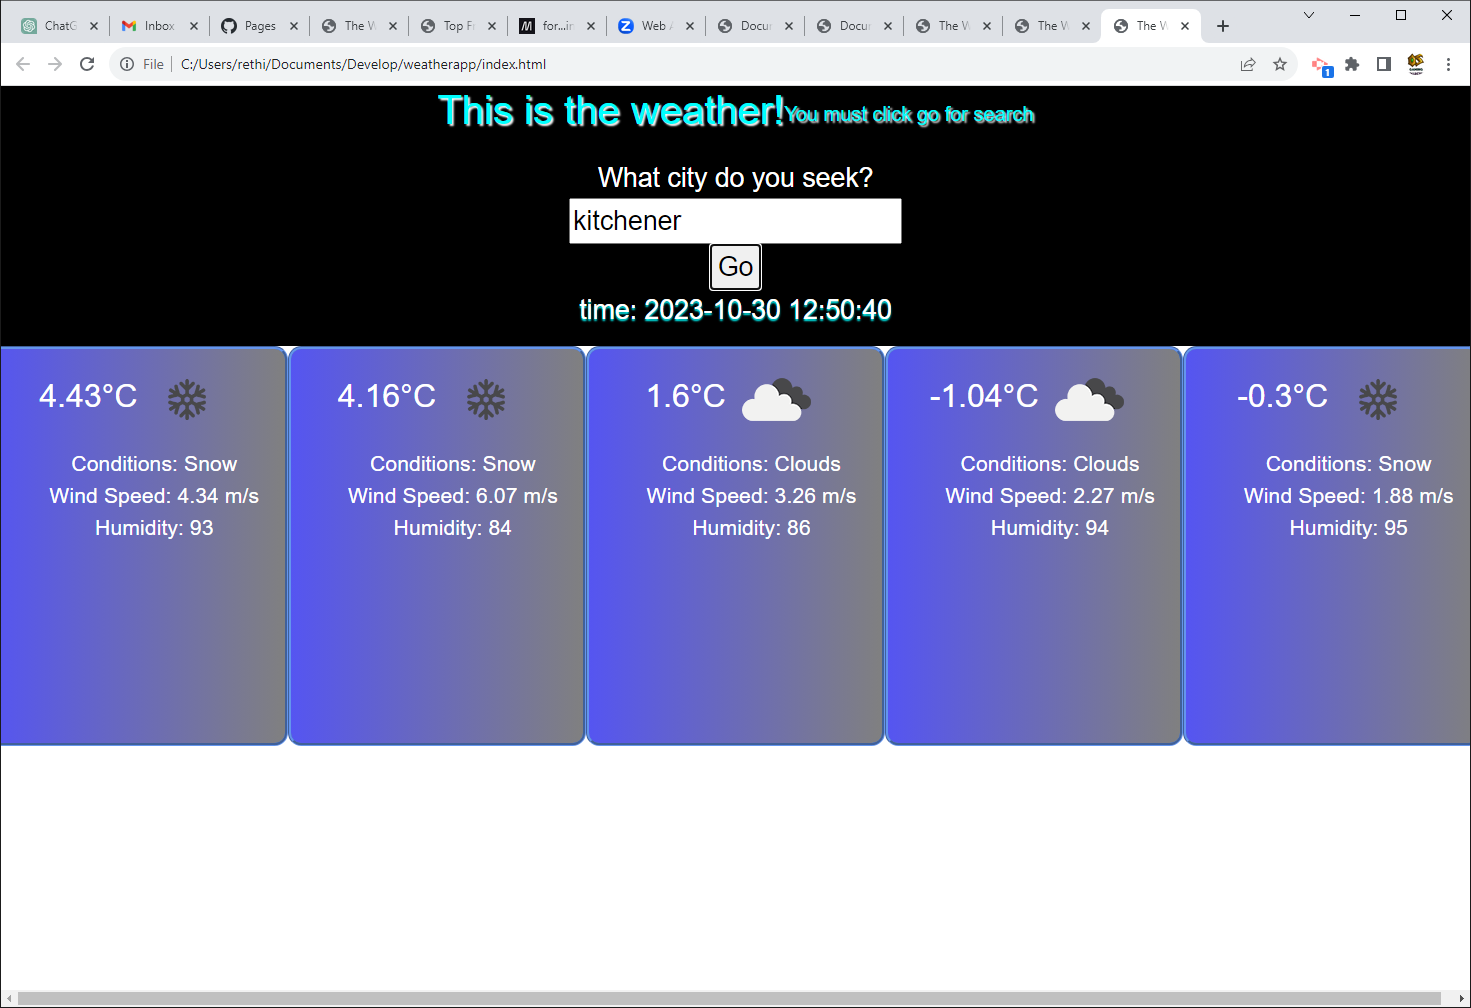 ChatG
Inbox
Pages
The W
Top Fr
for...in
Web A
Docu
Docu
The W
The W
The W
File
C:/Users/rethi/Documents/Develop/weatherapp/index.html
1
This is the weather!You must click go for search
What city do you seek?
kitchener
Go
time: 2023-10-30 12:50:40
4.43°C
Conditions: Snow
Wind Speed: 4.34 m/s
Humidity: 93
4.16°C
Conditions: Snow
Wind Speed: 6.07 m/s
Humidity: 84
1.6°C
Conditions: Clouds
Wind Speed: 3.26 m/s
Humidity: 86
-1.04°C
Conditions: Clouds
Wind Speed: 2.27 m/s
Humidity: 94
-0.3°C
Conditions: Snow
Wind Speed: 1.88 m/s
Humidity: 95